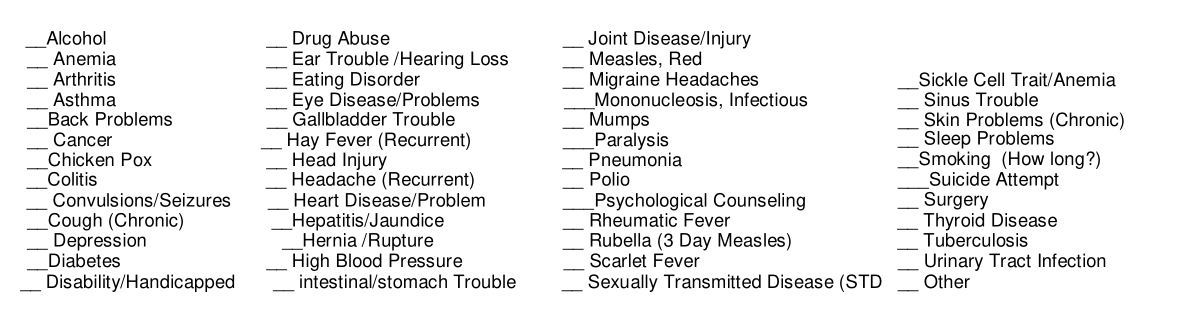 __Alcohol
__ Anemia
__ Arthritis
__ Asthma
__Back Problems
__ Cancer
__Chicken Pox
__Colitis
__ Convulsions/Seizures
__Cough (Chronic)
__ Depression
__Diabetes
__ Disability/Handicapped
__ Drug Abuse
__ Ear Trouble /Hearing Loss
__ Eating Disorder
__ Eye Disease/Problems
__ Gallbladder Trouble
__ Hay Fever (Recurrent)
__ Head Injury
__ Headache (Recurrent)
__ Heart Disease/Problem
__Hepatitis/Jaundice
__Hernia /Rupture
__ High Blood Pressure
__ intestinal/stomach Trouble
__ Joint Disease/Injury
__ Measles, Red
__ Migraine Headaches
___Mononucleosis, Infectious
__ Mumps
___Paralysis
__ Pneumonia
__ Polio
___Psychological Counseling
__ Rheumatic Fever
__ Rubella (3 Day Measles)
__ Scarlet Fever
__ Sexually Transmitted Disease (STD
__Sickle Cell Trait/Anemia
__ Sinus Trouble
__ Skin Problems (Chronic)
__ Sleep Problems
__Smoking  (How long?)
___Suicide Attempt
__ Surgery
__ Thyroid Disease
__ Tuberculosis
__ Urinary Tract Infection
__ Other